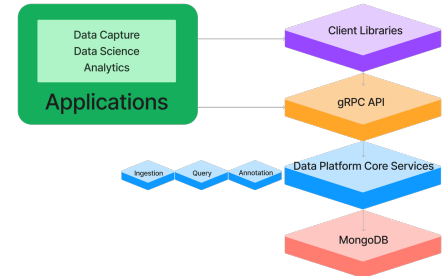 Data Capture
Data Science
Analytics
Applications
Client Libraries
gRPC API
Data Platform Core Services
Ingestion
Query
Annotation
MongoDB